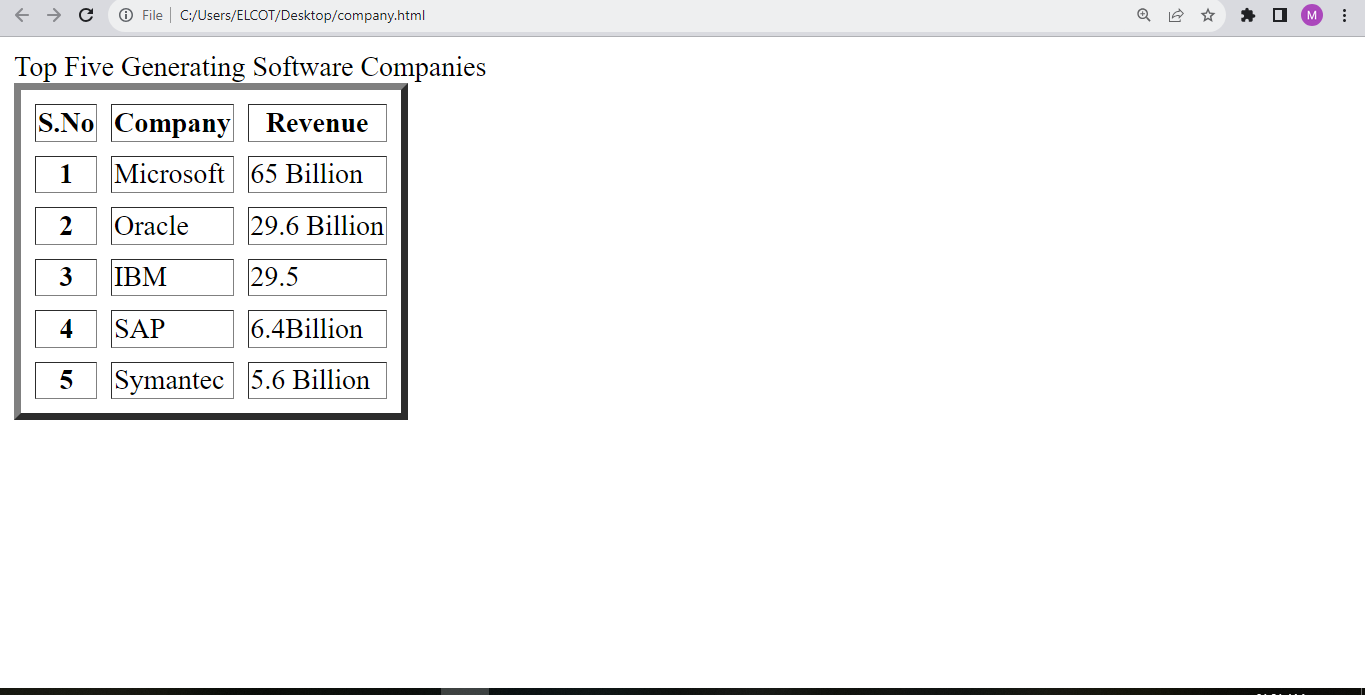 File C:/Users/ELCOT/Desktop/company.html M
Top Five Generating Software Companies
S.No Company Revenue
1 Microsoft 65 Billion
2 Oracle 29.6 Billion
3 IBM 29.5
4 SAP 6.4Billion
5 Symantec 5.6 Billion